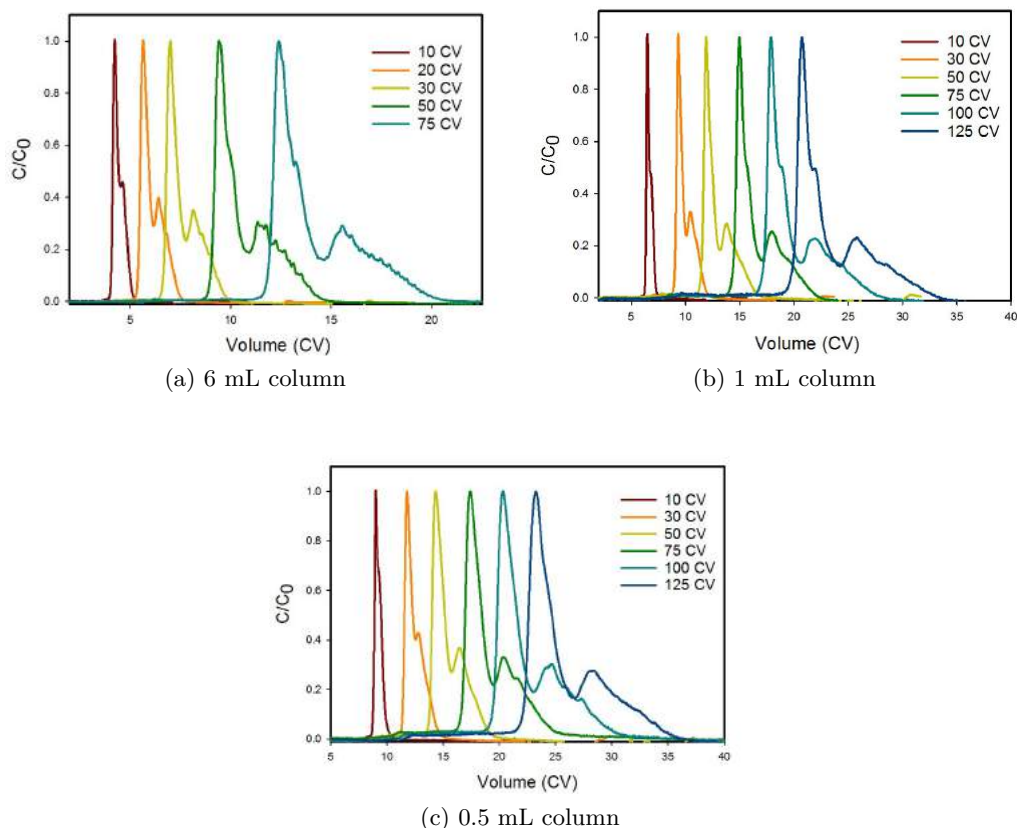 1.0
0.8
0.6
0.4
0.2
0.0
C/C0
10 CV
20 CV
30 CV
50 CV
75 CV
5 10 15 20
Volume (CV)
(a) 6 mL column
1.0
0.8
0.6
0.4
0.2
0.0
C/C0
10 CV
30 CV
50 CV
75 CV
100 CV
125 CV
5 10 15 20 25 30 35 40
Volume (CV)
(b) 1 mL column
1.0
0.8
0.6
0.4
0.2
0.0
C/C0
10 CV
30 CV
50 CV
75 CV
100 CV
125 CV
5 10 15 20 25 30 35 40
Volume (CV)
(c) 0.5 mL column